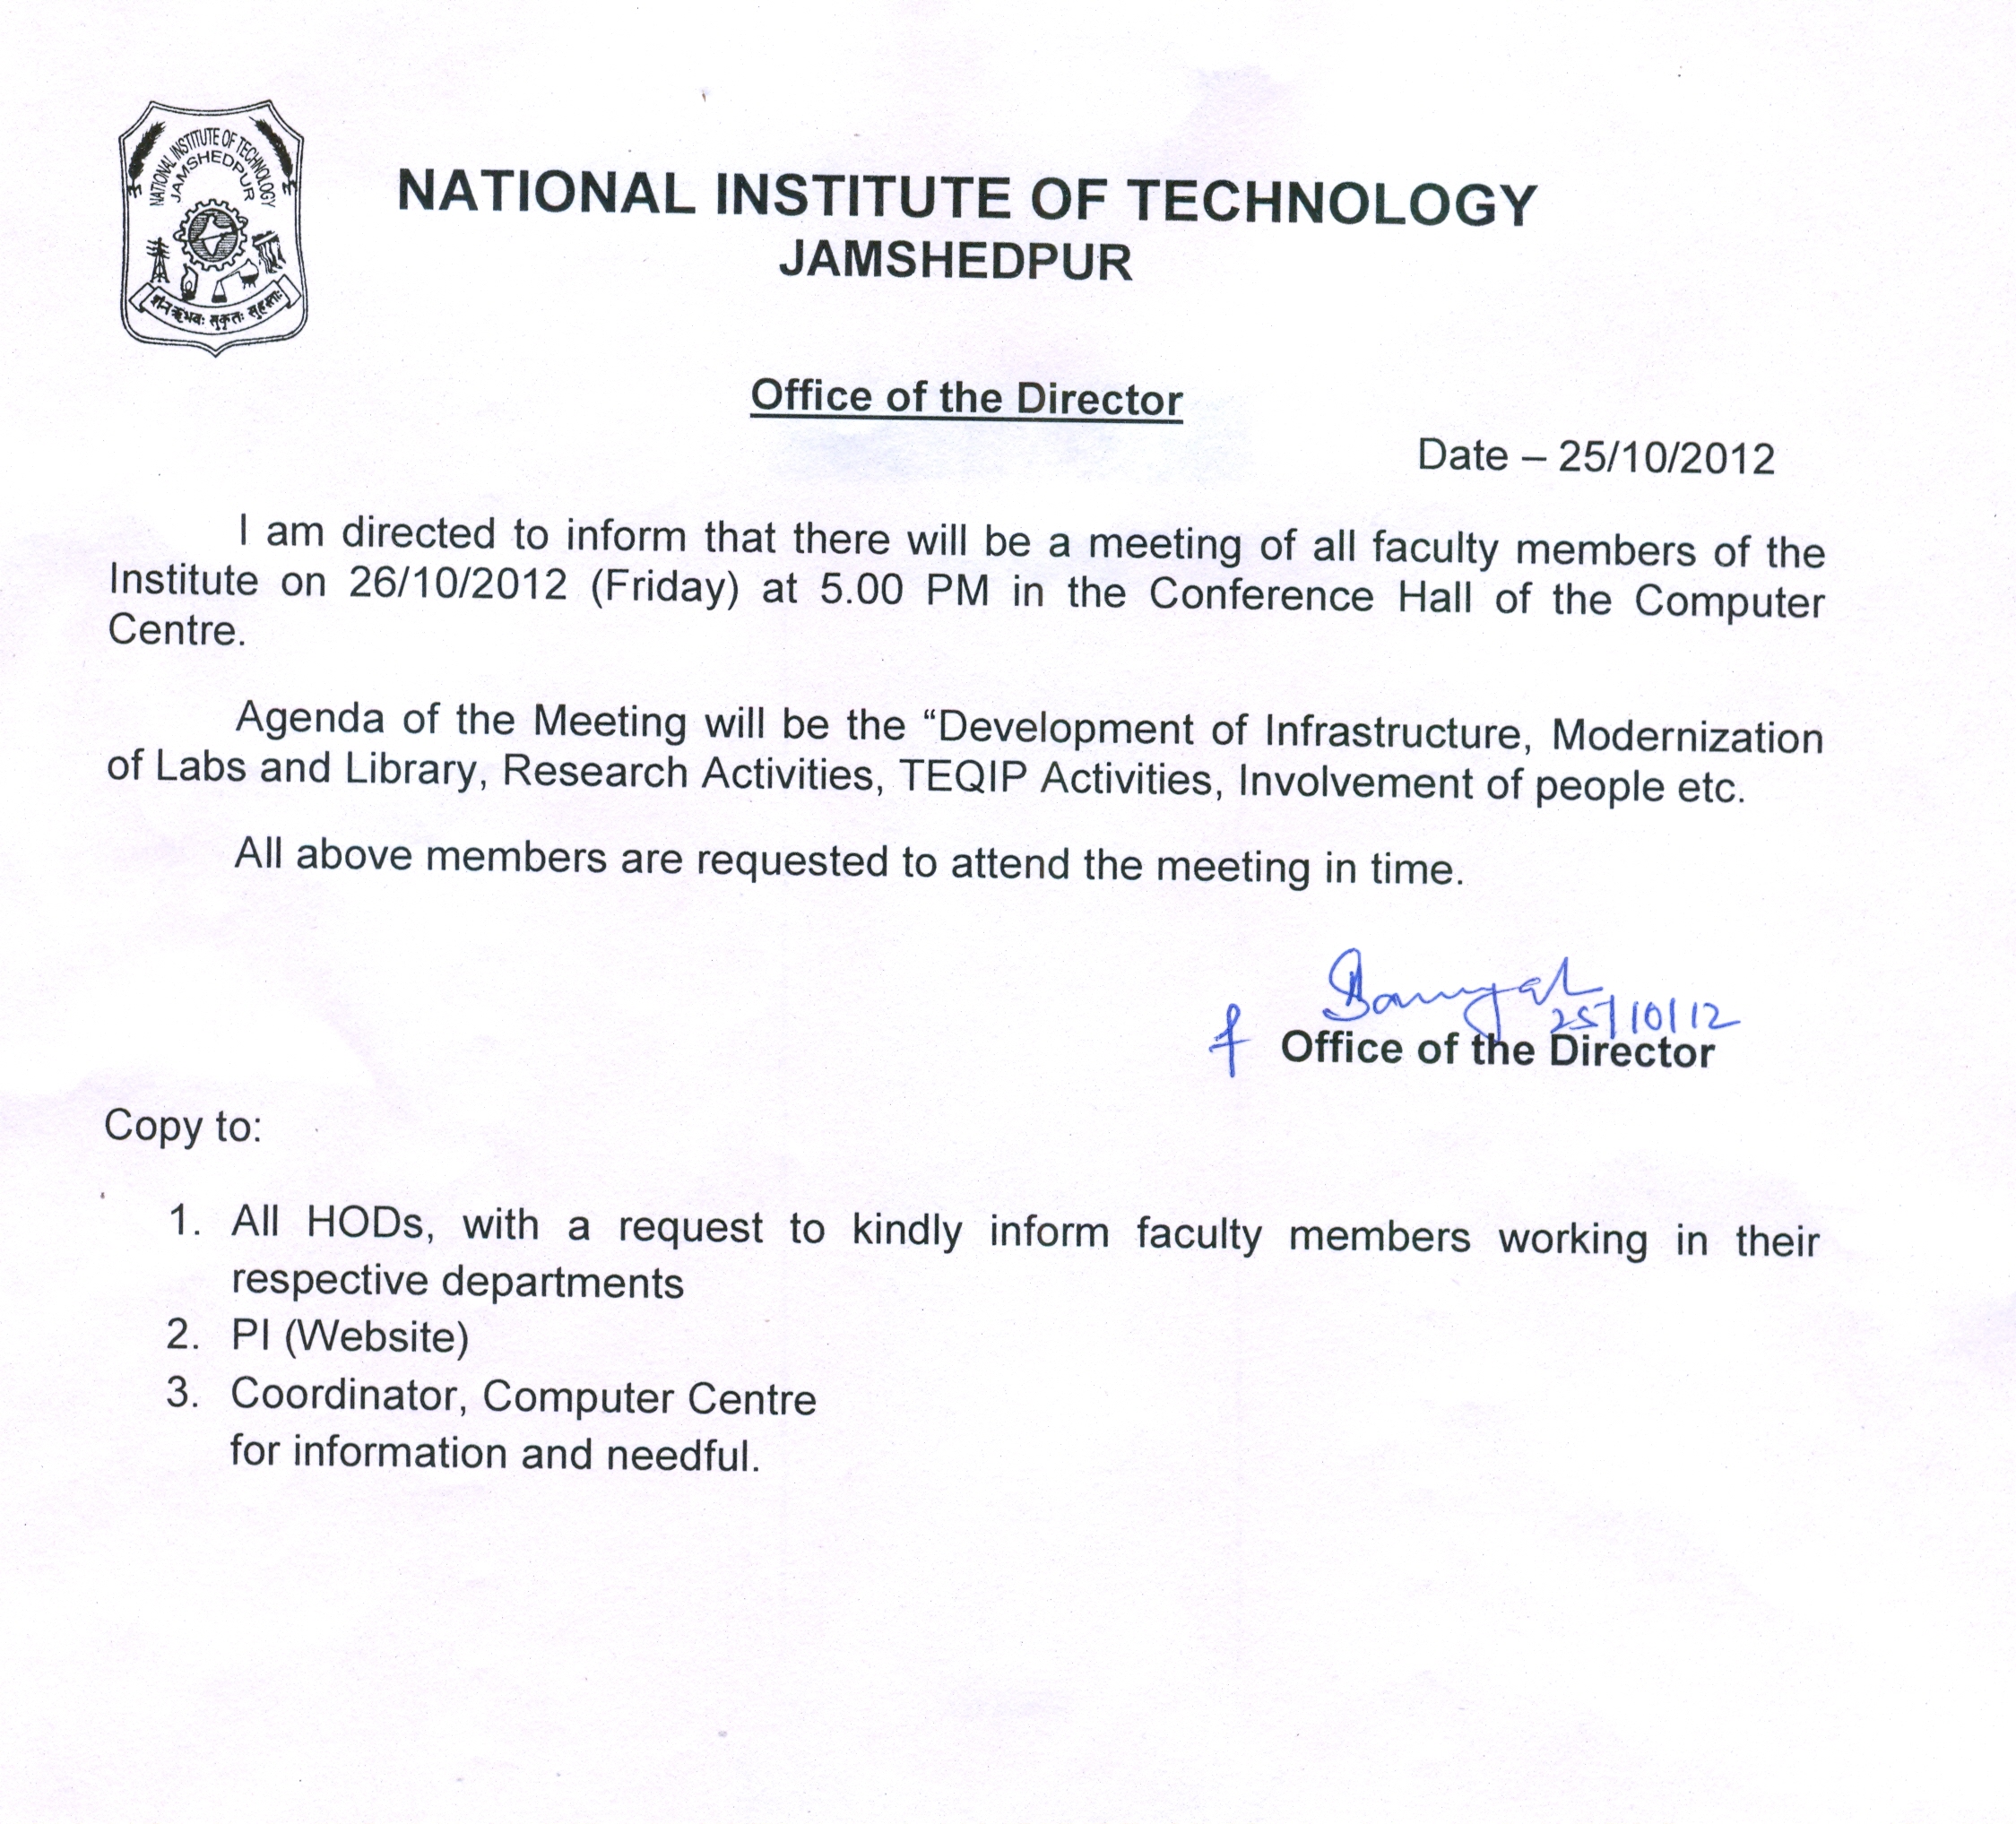 NATIONAL INSTITUTE OF TECHNOLOGY
JAMSHEDPUR
NATIONAL INSTITUTE OF TECHNOLOGY
JAMSHEDPUR
Office of the Director
Date – 25/10/2012
I am directed to inform that there will be a meeting of all faculty members of the
Institute on 26/10/2012 (Friday) at 5.00 PM in the Conference Hall of the Computer
Centre.
Agenda of the Meeting will be the “Development of Infrastructure, Modernization
of Labs and Library, Research Activities, TEQIP Activities, Involvement of people etc.
All above members are requested to attend the meeting in time.
25/10/12
Office of the Director
Copy to:
1. All HODs, with a request to kindly inform faculty members working in their
respective departments
2. PI (Website)
3. Coordinator, Computer Centre
for information and needful.